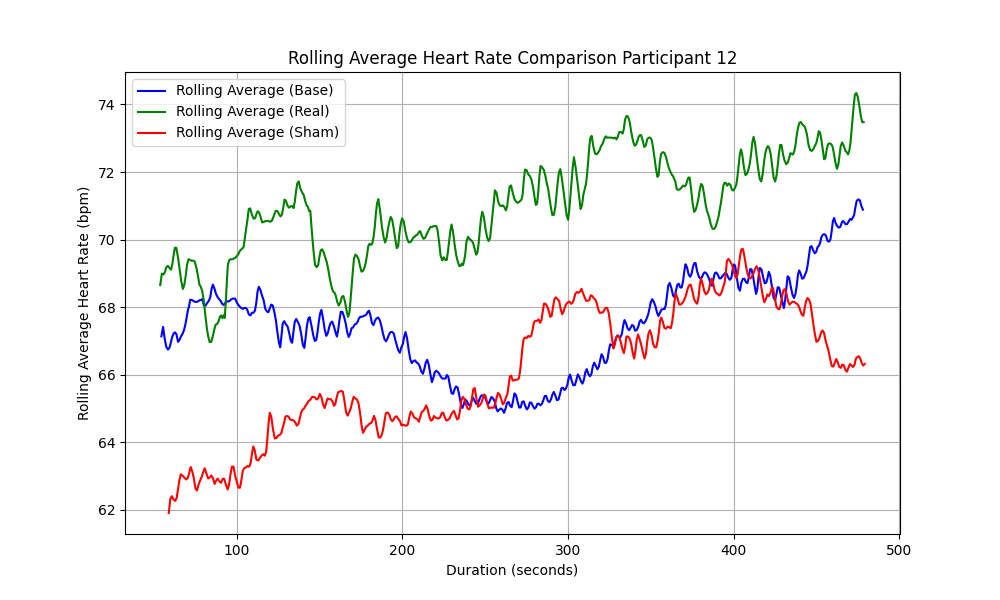 Rolling Average Heart Rate Comparison Participant 12
Rolling Average (Base)
Rolling Average (Real)
Rolling Average (Sham)
74
72
70
68
66
64
62
Rolling Average Heart Rate (bpm)
100
200
300
400
500
Duration (seconds)